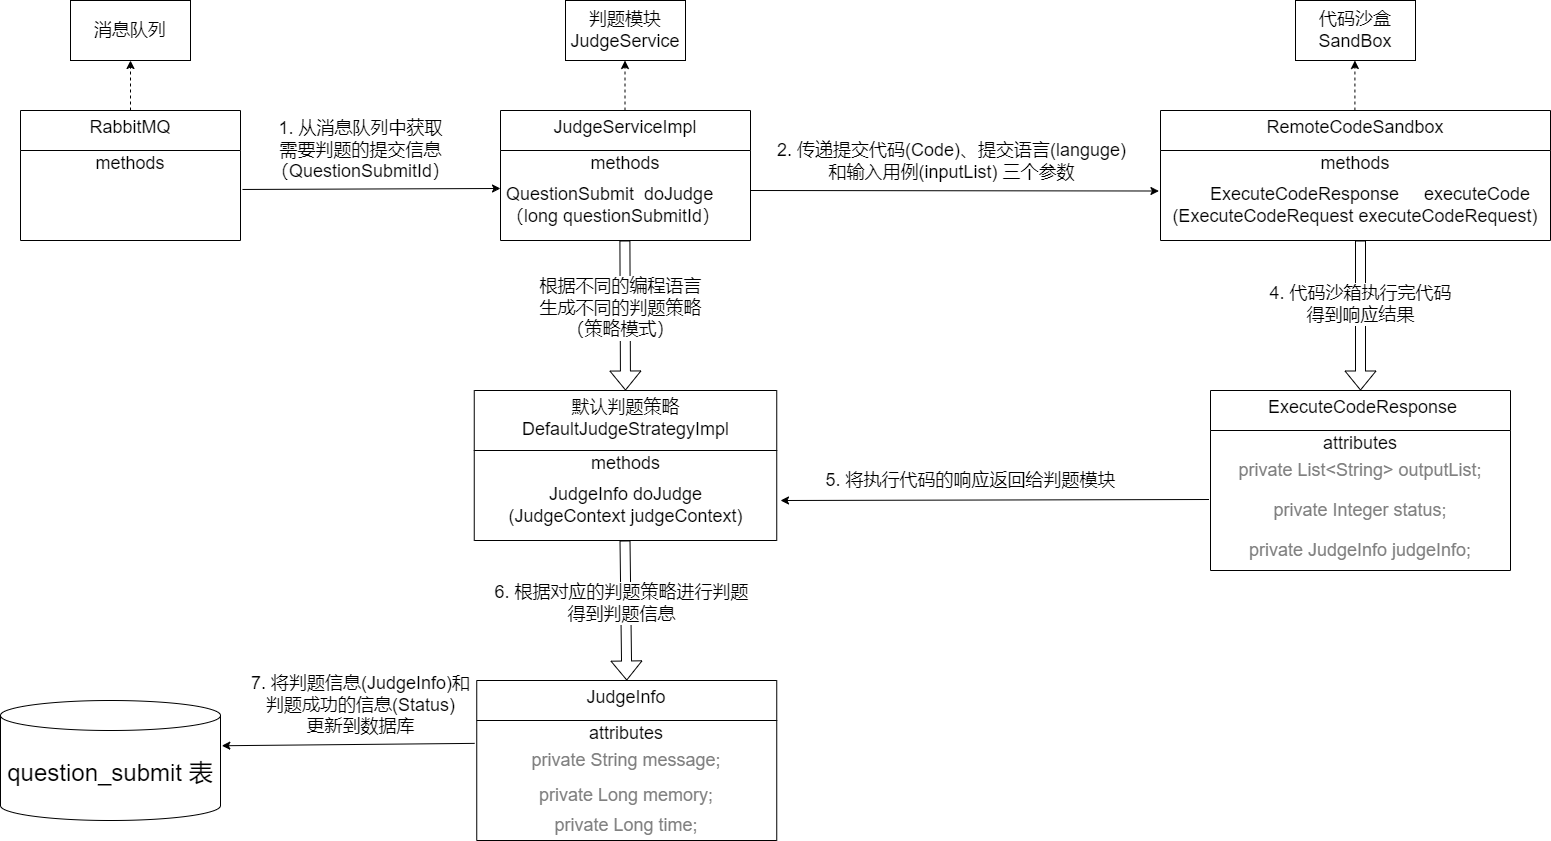 消息队列
判题模块
JudgeService
代码沙盒
SandBox
RabbitMQ
methods
1. 从消息队列中获取
需要判题的提交信息
（QuestionSubmitId）
JudgeServiceImpl
methods
QuestionSubmit doJudge
（long questionSubmitId）
2. 传递提交代码(Code)、提交语言(languge)
和输入用例(inputList) 三个参数
RemoteCodeSandbox
methods
ExecuteCodeResponse executeCode
(ExecuteCodeRequest executeCodeRequest)
根据不同的编程语言
生成不同的判题策略
（策略模式）
4. 代码沙箱执行完代码
得到响应结果
默认判题策略
DefaultJudgeStrategyImpl
methods
JudgeInfo doJudge
(JudgeContext judgeContext)
5. 将执行代码的响应返回给判题模块
ExecuteCodeResponse
attributes
private List<String> outputList;
private Integer status;
private JudgeInfo judgeInfo;
6. 根据对应的判题策略进行判题
得到判题信息
7. 将判题信息(JudgeInfo)和
判题成功的信息(Status)
更新到数据库
JudgeInfo
attributes
private String message;
private Long memory;
private Long time;
question_submit 表